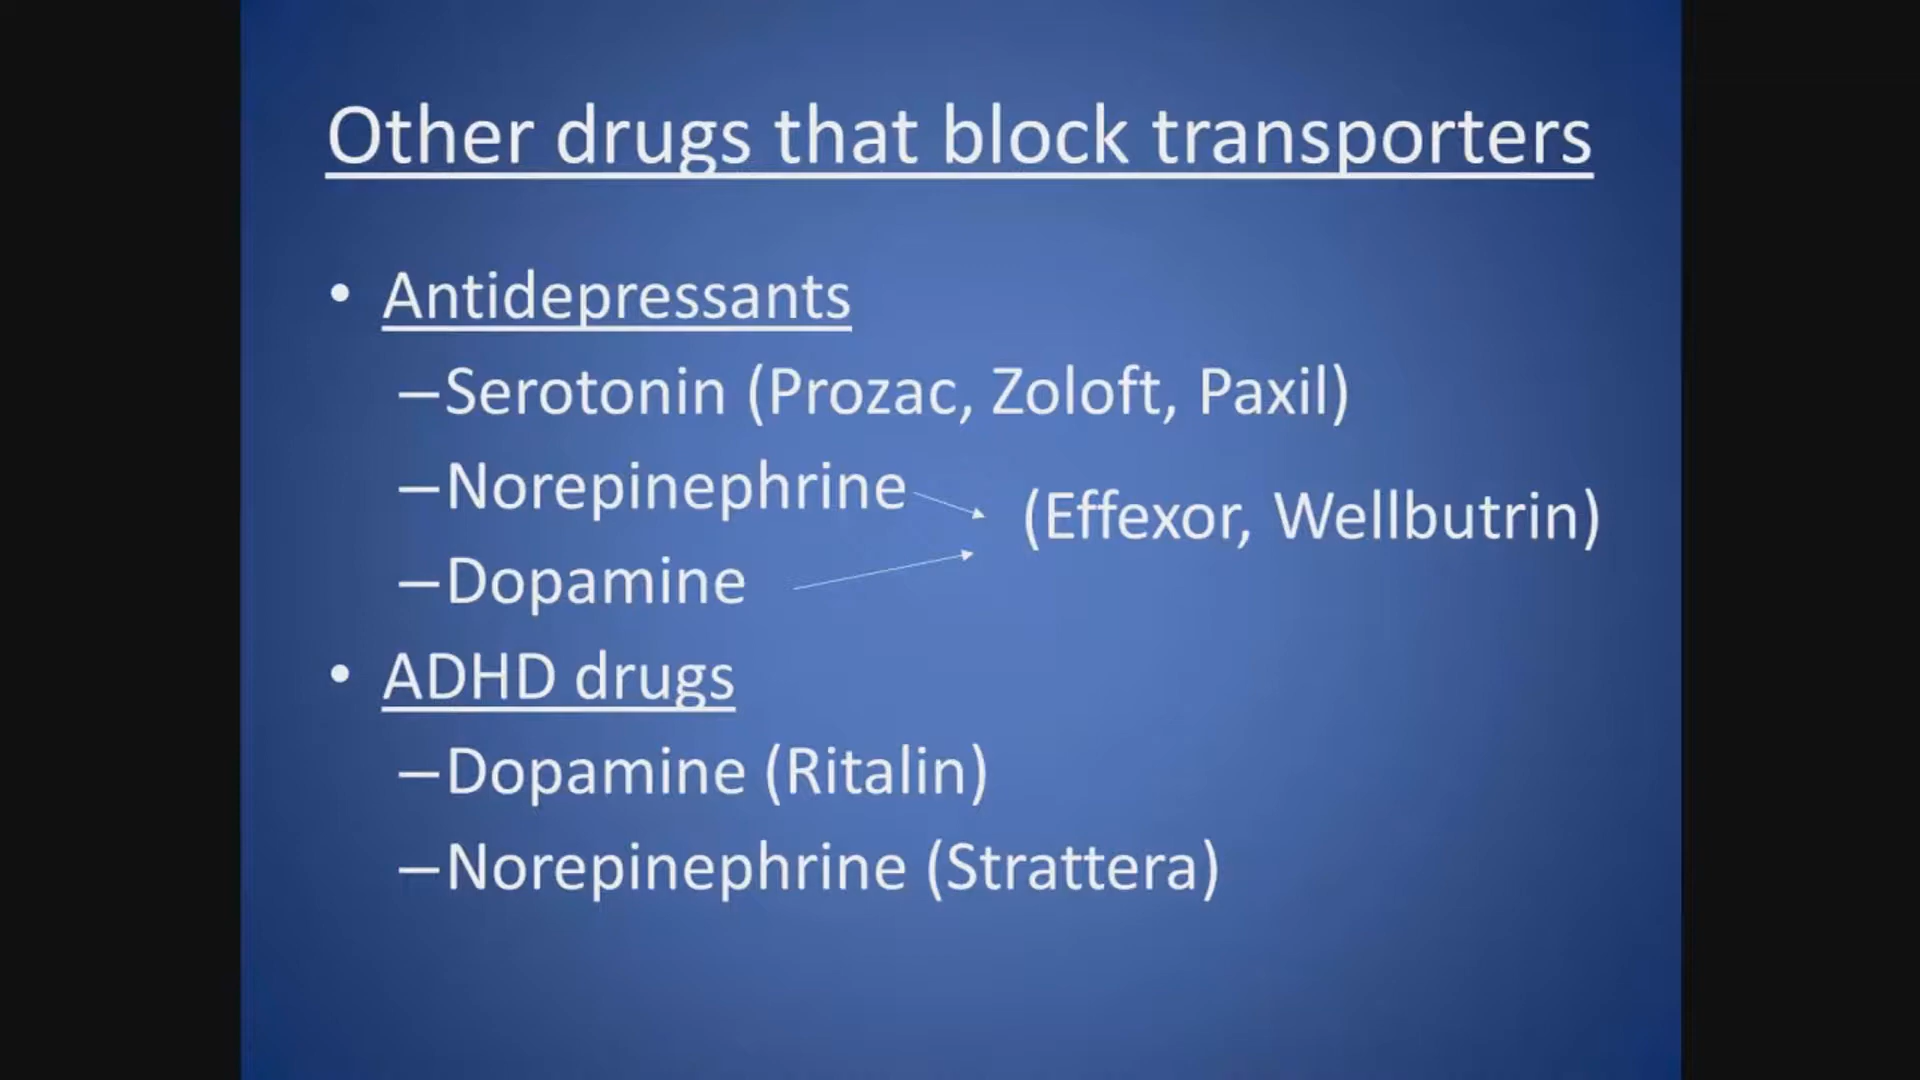 Other drugs that block transporters
• Antidepressants
–Serotonin (Prozac, Zoloft, Paxil)
–Norepinephrine
(Effexor, Wellbutrin)
–Dopamine
• ADHD drugs
–Dopamine (Ritalin)
–Norepinephrine (Strattera)